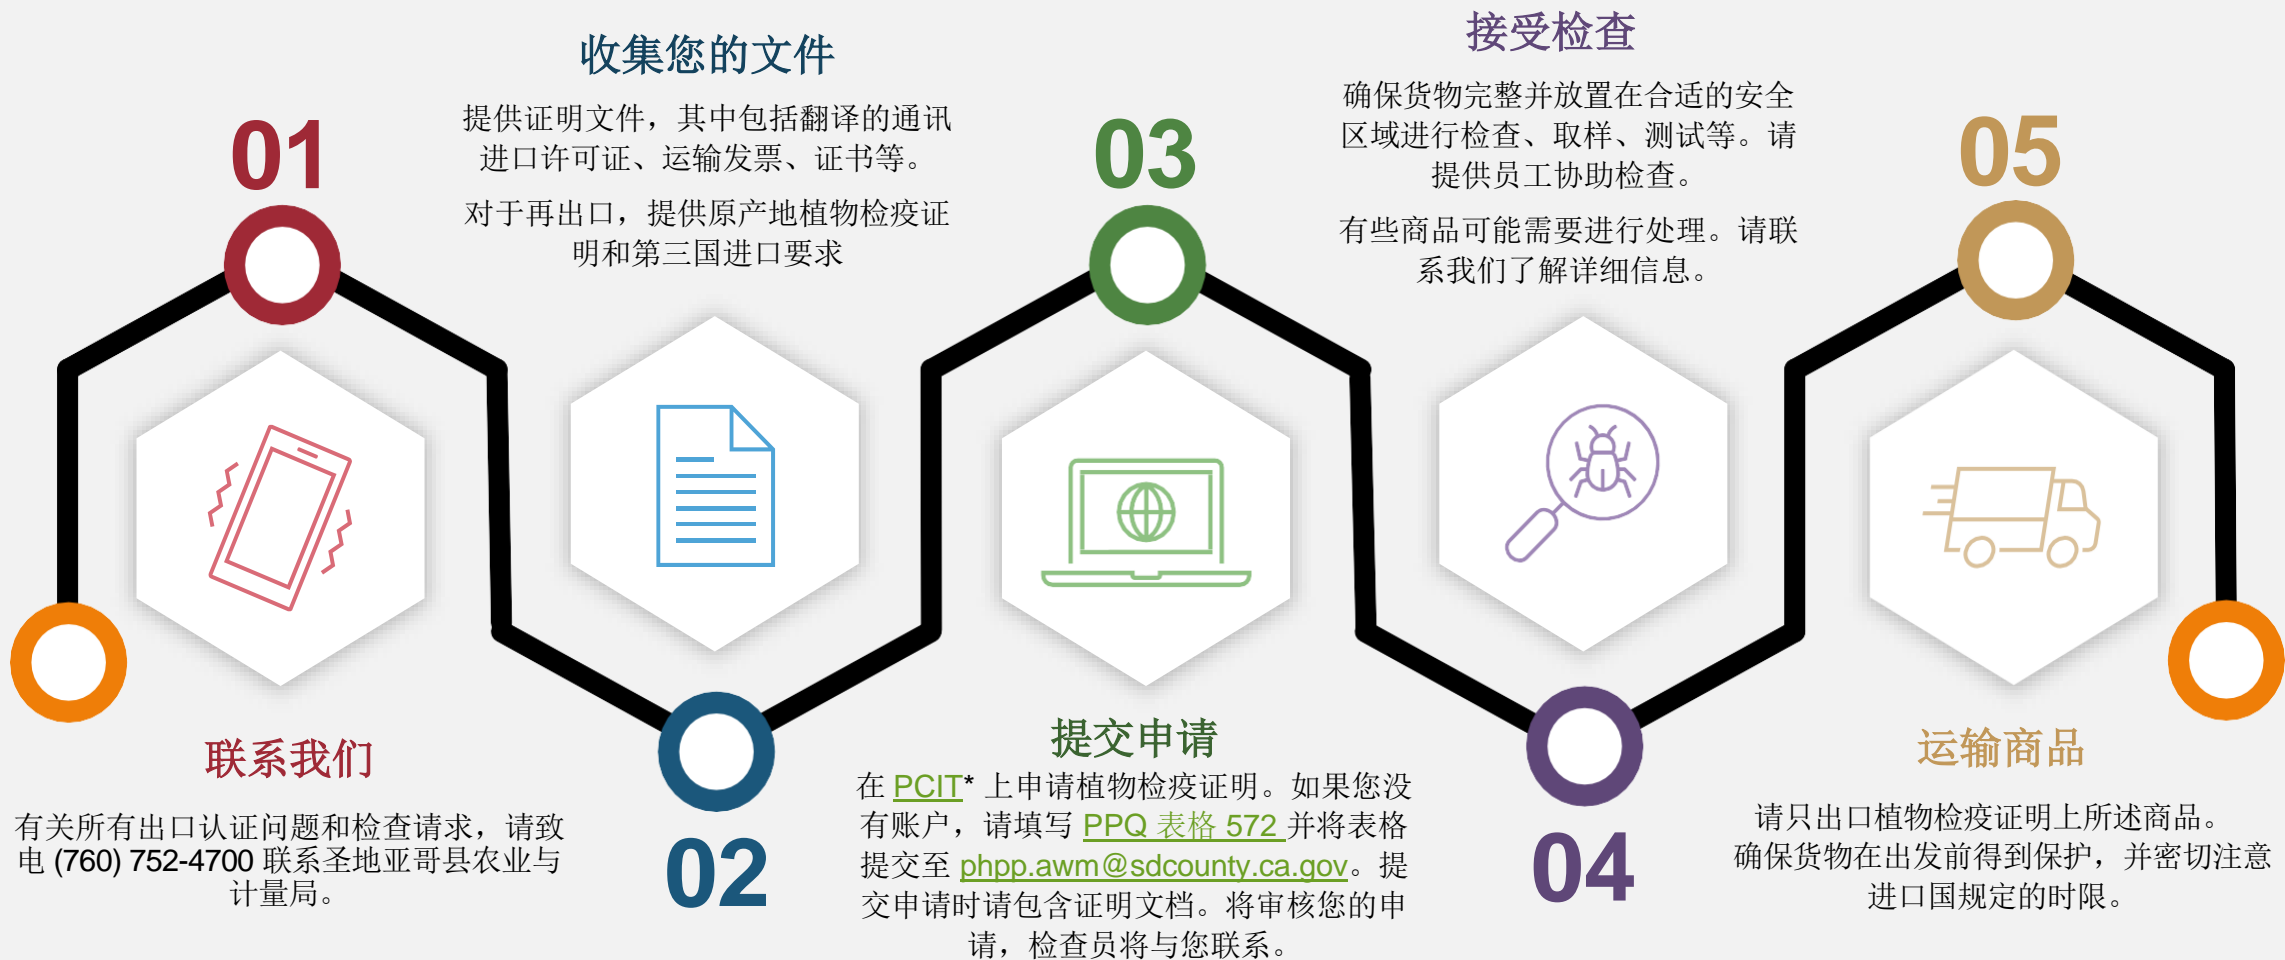 01
联系我们
有关所有出口认证问题和检查请求，请致
电 (760) 752-4700 联系圣地亚哥县农业与
计量局。
收集您的文件
提供证明文件，其中包括翻译的通讯
进口许可证、运输发票、证书等。
对于再出口，提供原产地植物检疫证
明和第三国进口要求
02
03
提交申请
在 PCIT* 上申请植物检疫证明。如果您没
有账户，请填写 PPQ 表格 572 并将表格
提交至 phpp.awm@sdcounty.ca.gov。提
交申请时请包含证明文档。将审核您的申
请，检查员将与您联系。
接受检查
确保货物完整并放置在合适的安全
区域进行检查、取样、测试等。请
提供员工协助检查。
有些商品可能需要进行处理。请联
系我们了解详细信息。
04
05
运输商品
请只出口植物检疫证明上所述商品。
确保货物在出发前得到保护，并密切注意
进口国规定的时限。